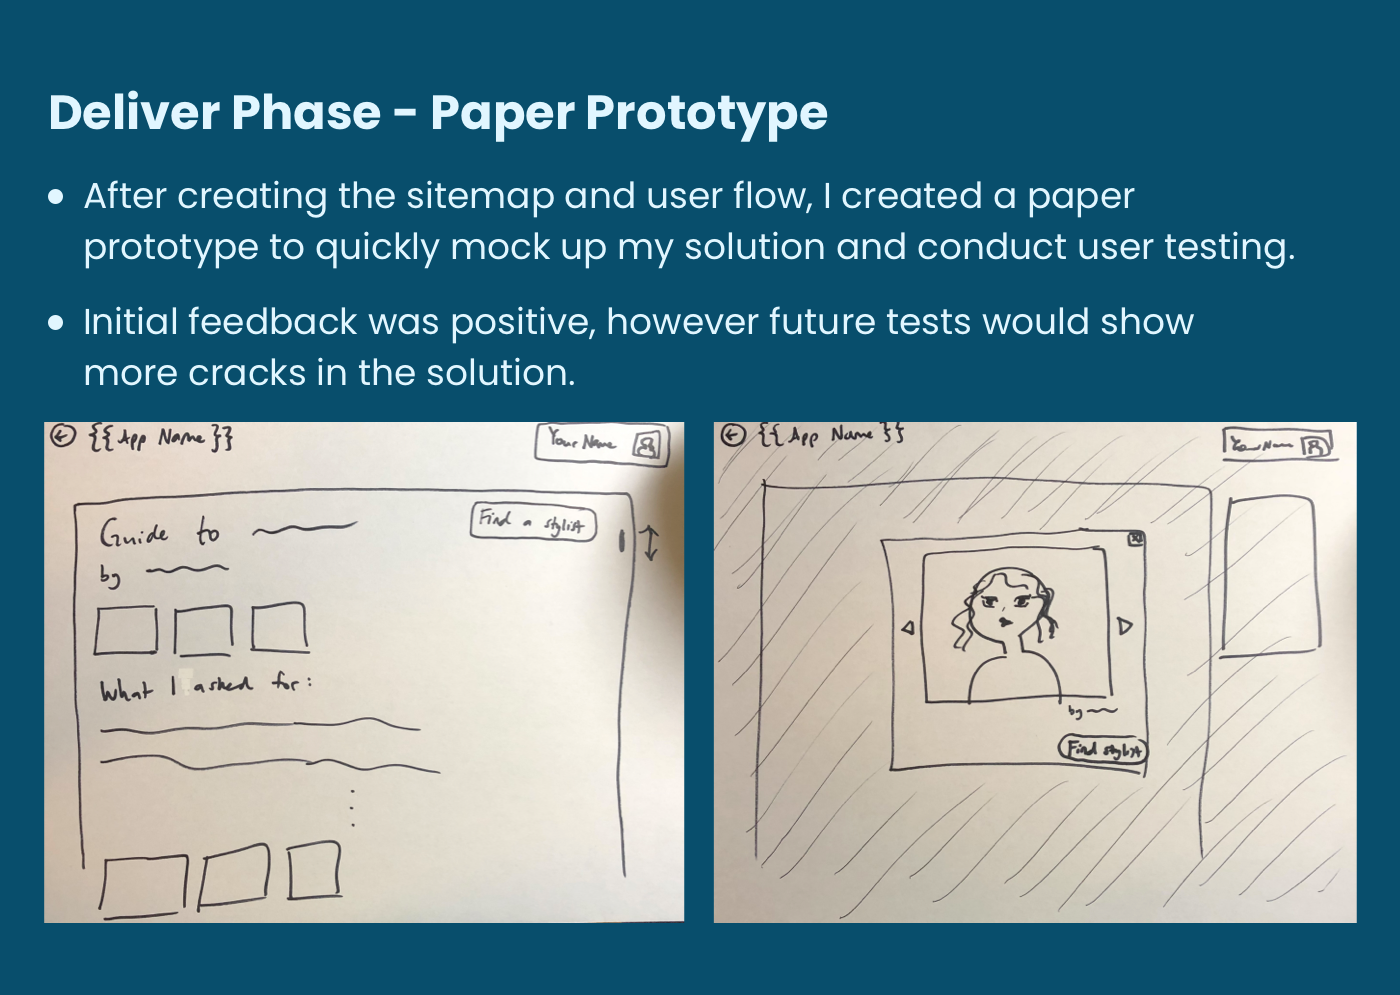 Deliver Phase - Paper Prototype
• After creating the sitemap and user flow, I created a paper
prototype to quickly mock up my solution and conduct user testing.
• Initial feedback was positive, however future tests would show
more cracks in the solution.
{{App Name}}
Your Name
Guide to
Find a stylist
by
What I asked for:
{{App Name}}
Your Name
by
Find stylist